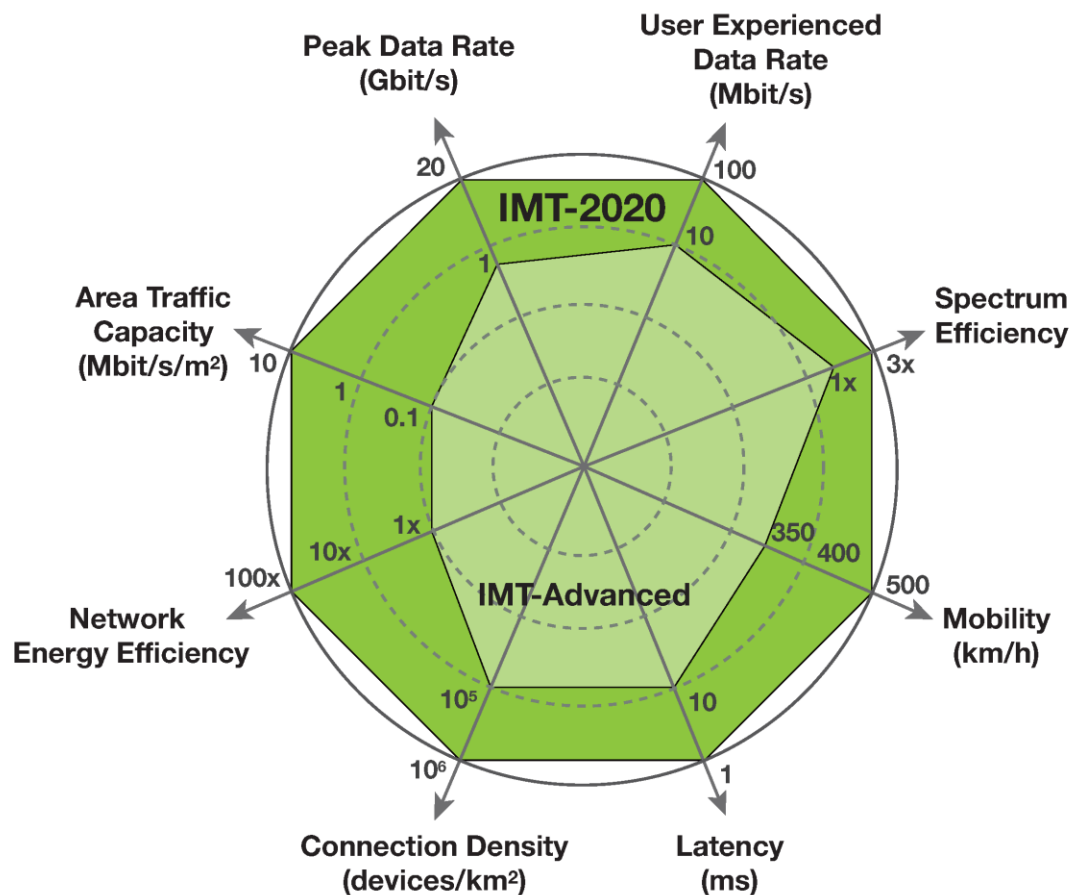 Peak Data Rate
(Gbit/s)
User Experienced
Data Rate
(Mbit/s)
20
100
IMT-2020
1
10
Area Traffic
Capacity
(Mbit/s/m²)
Spectrum
Efficiency
10
1
0.1
1x
3x
1x
10x
100x
350
400
500
Network
Energy Efficiency
IMT-Advanced
Mobility
(km/h)
10⁵
10
10⁶
1
Connection Density
(devices/km²)
Latency
(ms)